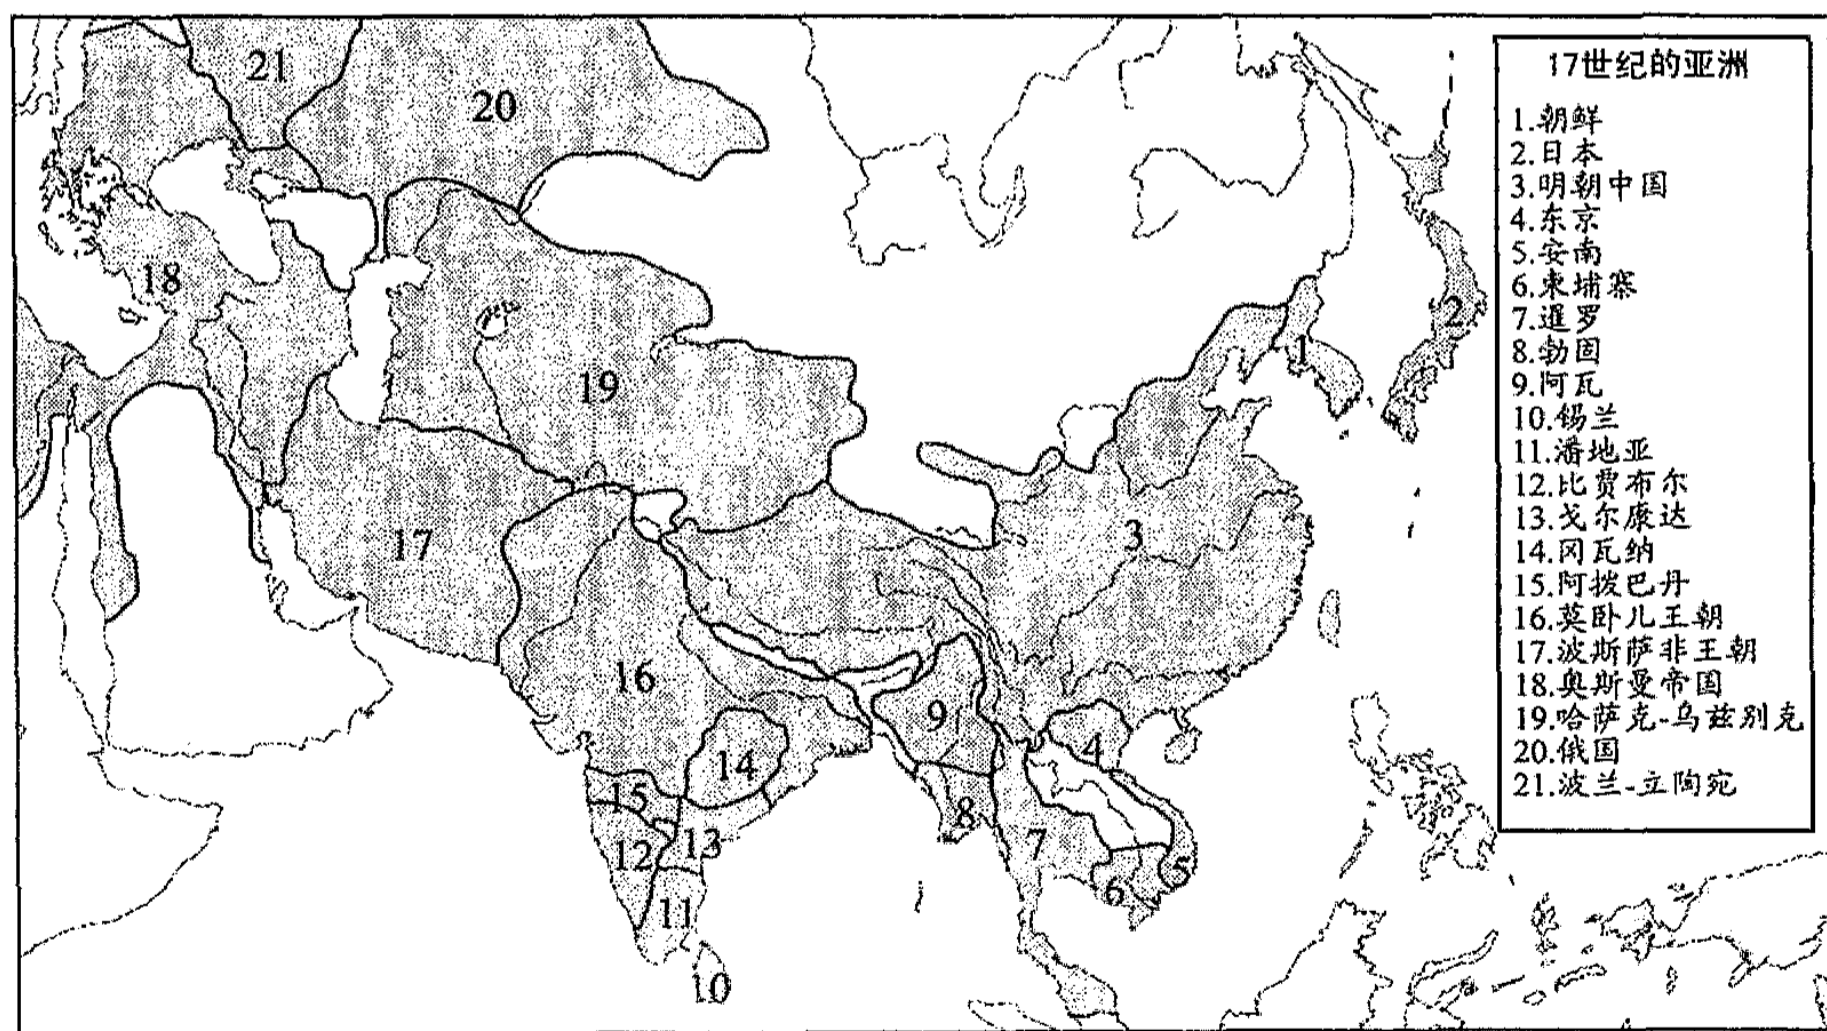 17世纪的亚洲
1.朝鲜
2.日本
3.明朝中国
4.东京
5.安南
6.柬埔寨
7.暹罗
8.勃固
9.阿瓦
10.锡兰
11.潘地亚
12.比贾布尔
13.戈尔康达
14.冈瓦纳
15.阿拨巴丹
16.莫卧儿王朝
17.波斯萨非王朝
18.奥斯曼帝国
19.哈萨克-乌兹别克
20.俄国
21.波兰-立陶宛
21
20
18
2
1
19
3
17
16
9
4
14
15
8
13
7
12
5
6
11
10